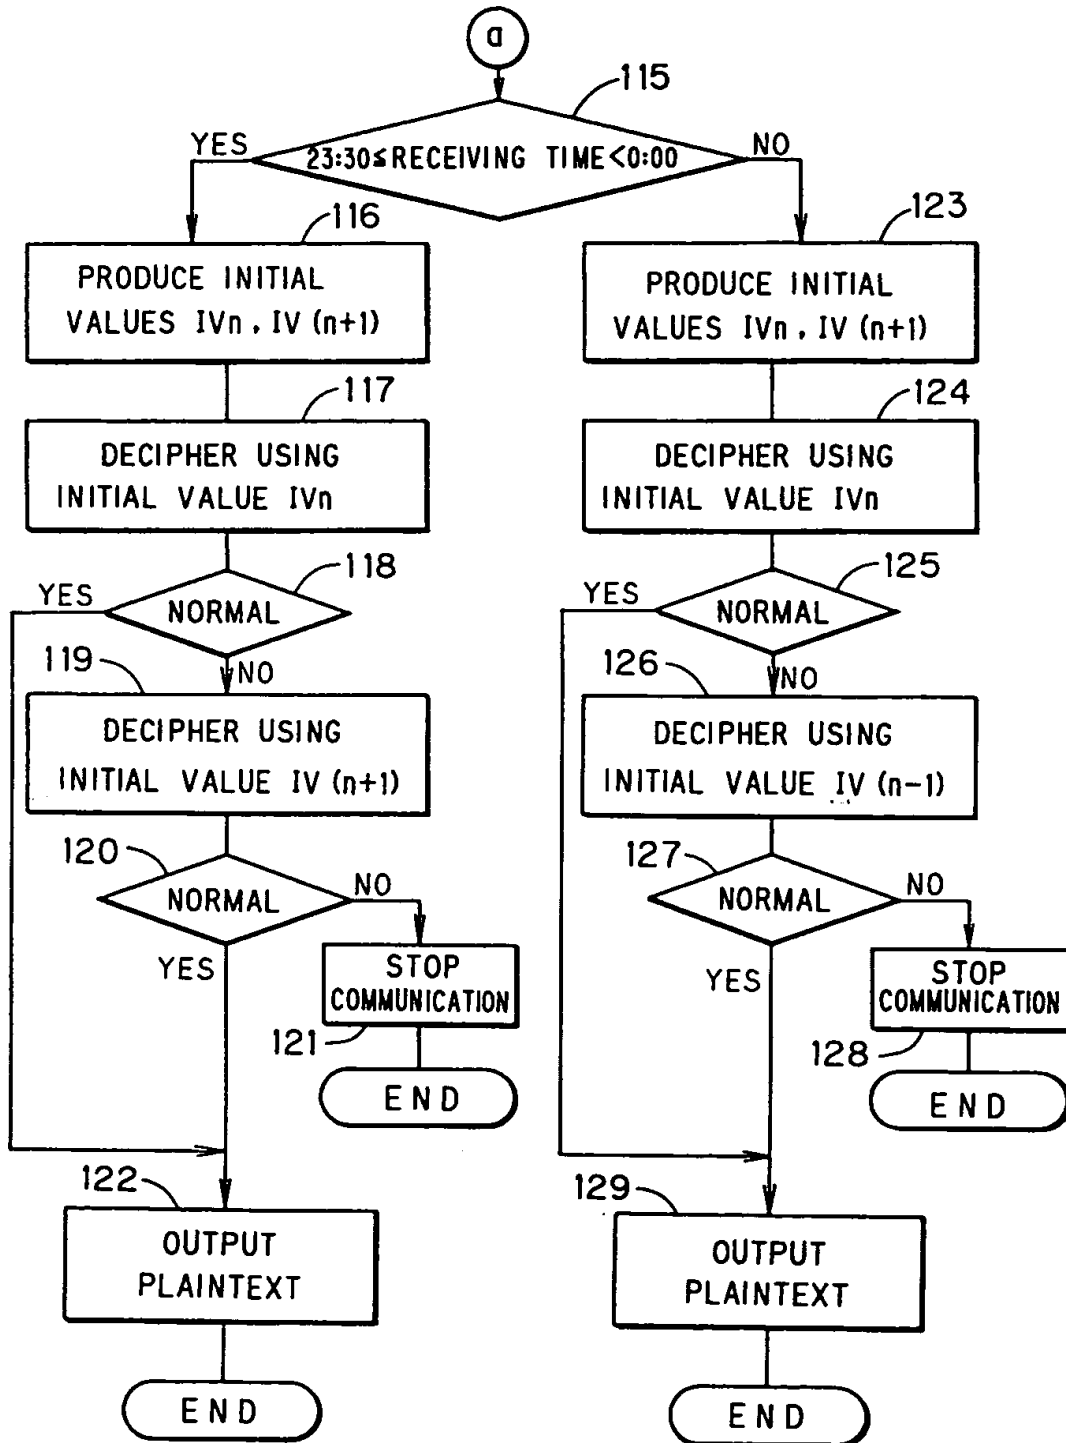 a
115
YES
23:30≦RECEIVING TIME<0:00
NO
116
PRODUCE INITIAL
VALUES IVn, IV (n+1)
117
DECIPHER USING
INITIAL VALUE IVn
118
YES
NORMAL
NO
119
DECIPHER USING
INITIAL VALUE IV (n+1)
120
NORMAL
NO
YES
STOP
COMMUNICATION
121
END
122
OUTPUT
PLAINTEXT
END
123
PRODUCE INITIAL
VALUES IVn, IV (n+1)
124
DECIPHER USING
INITIAL VALUE IVn
125
YES
NORMAL
NO
126
DECIPHER USING
INITIAL VALUE IV (n-1)
127
NORMAL
NO
YES
STOP
COMMUNICATION
128
END
129
OUTPUT
PLAINTEXT
END